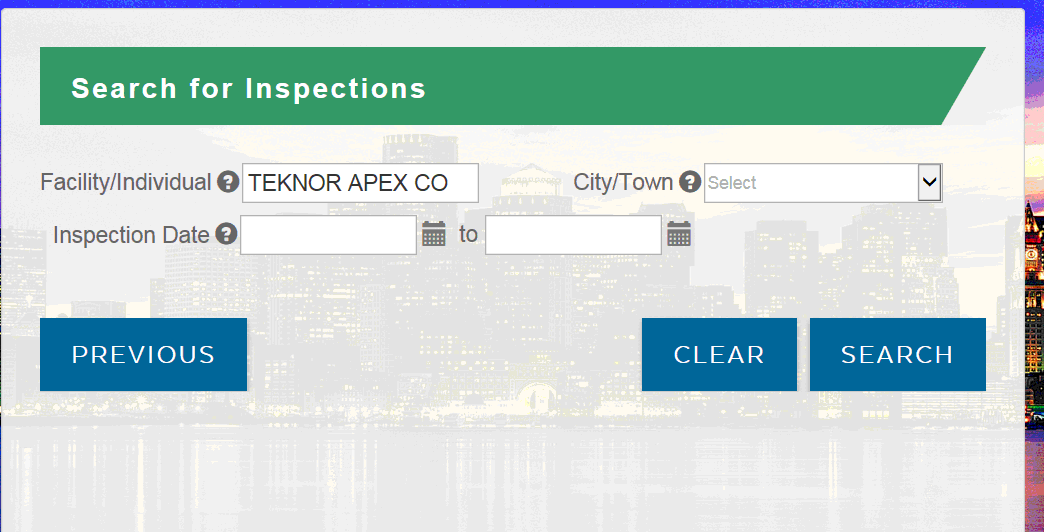 Search for Inspections
Facility/Individual ? TEKNOR APEX CO City/Town ? Select
Inspection Date ? to
PREVIOUS CLEAR SEARCH